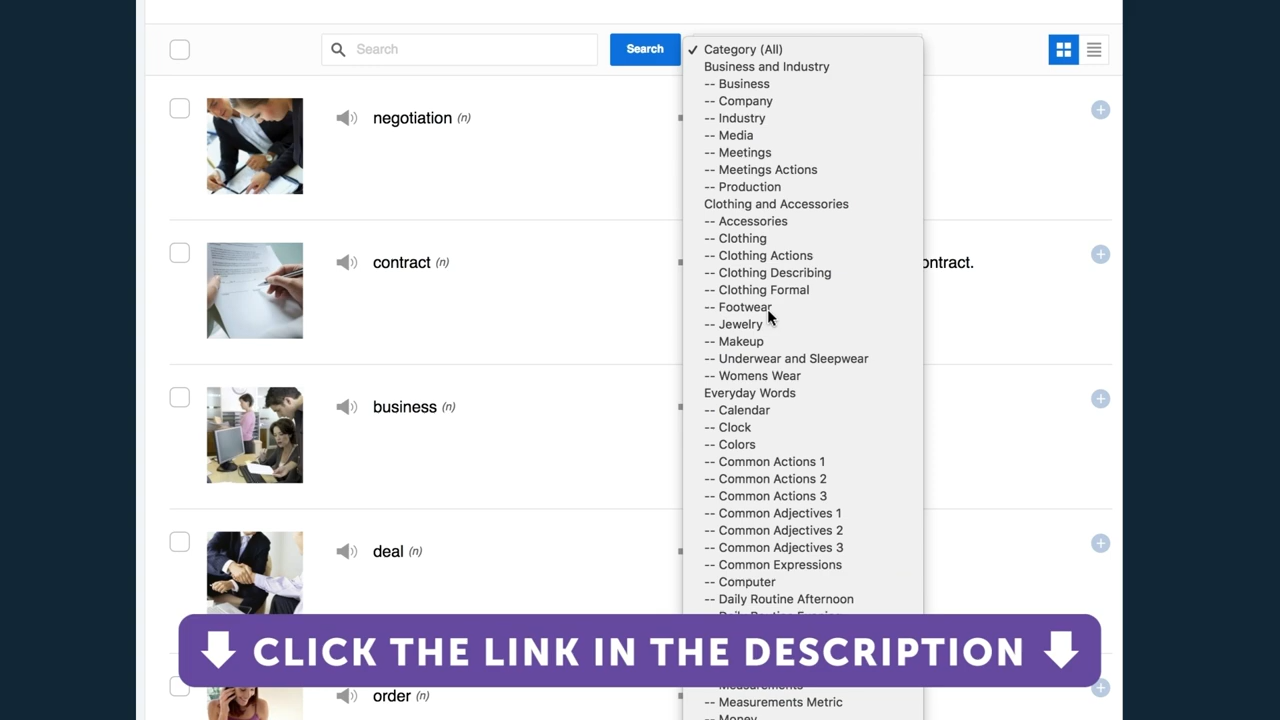 Search
Search
✓ Category (All)
Business and Industry
-- Business
-- Company
-- Industry
-- Media
-- Meetings
-- Meetings Actions
-- Production
Clothing and Accessories
-- Accessories
-- Clothing
-- Clothing Actions
-- Clothing Describing
-- Clothing Formal
-- Footwear
-- Jewelry
-- Makeup
-- Underwear and Sleepwear
-- Womens Wear
Everyday Words
-- Calendar
-- Clock
-- Colors
-- Common Actions 1
-- Common Actions 2
-- Common Actions 3
-- Common Adjectives 1
-- Common Adjectives 2
-- Common Adjectives 3
-- Common Expressions
-- Computer
-- Daily Routine Afternoon
-- Measurements Metric
negotiation (n)
contract (n)
contract.
business (n)
deal (n)
order (n)
CLICK THE LINK IN THE DESCRIPTION